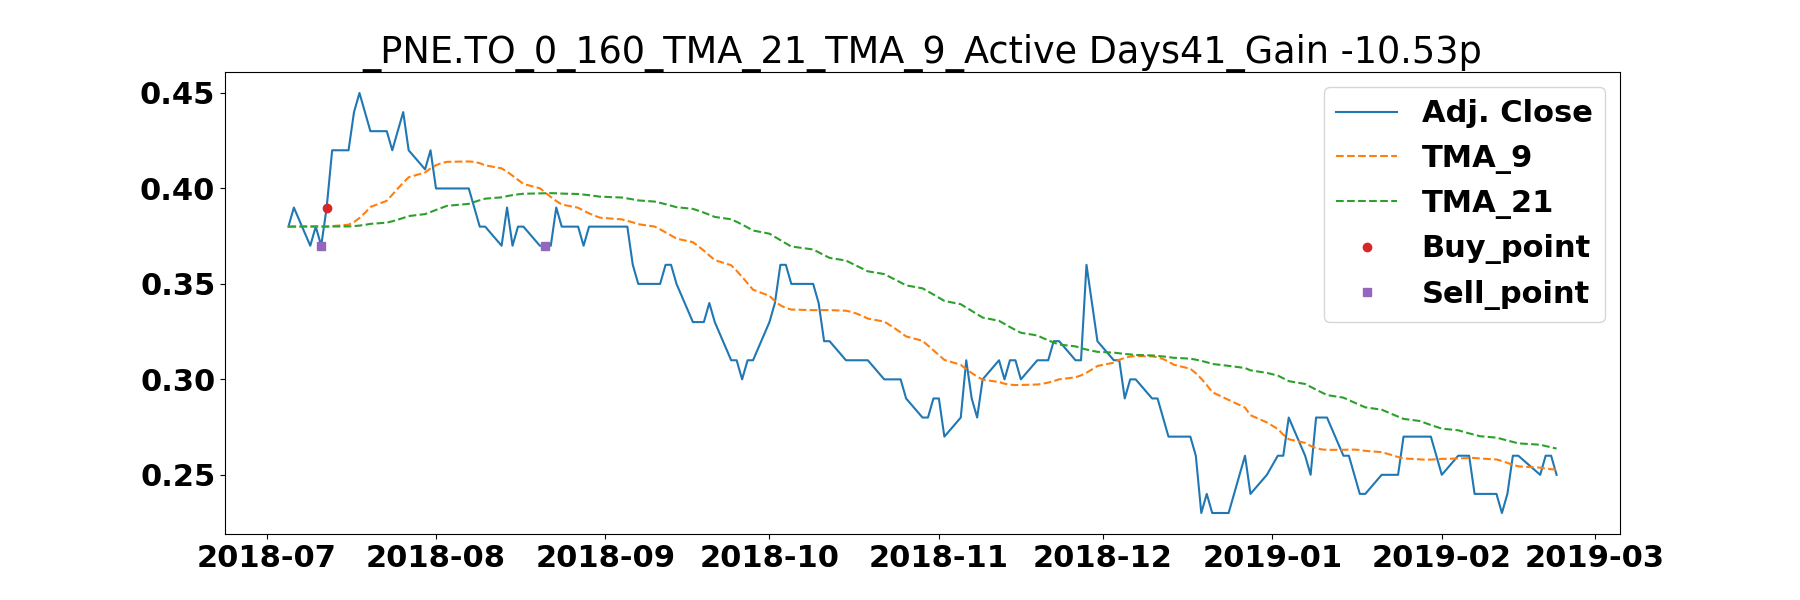 _PNE.TO_0_160_TMA_21_TMA_9_Active Days41_Gain -10.53p
0.45
0.40
0.35
0.30
0.25
Adj. Close
TMA_9
TMA_21
Buy_point
Sell_point
2018-07 2018-08 2018-09 2018-10 2018-11 2018-12 2019-01 2019-02 2019-03